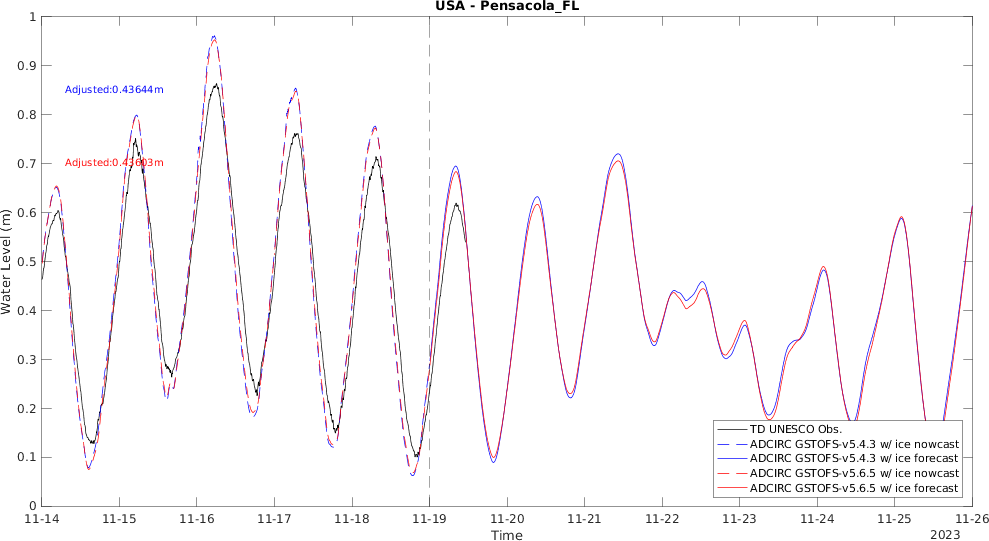 USA - Pensacola_FL
1
0.9
0.8
0.7
0.6
0.5
0.4
0.3
0.2
0.1
0
Water Level (m)
Adjusted:0.43644m
Adjusted:0.43603m
TD UNESCO Obs.
ADCIRC GSTOFS-v5.4.3 w/ ice nowcast
ADCIRC GSTOFS-v5.4.3 w/ ice forecast
ADCIRC GSTOFS-v5.6.5 w/ ice nowcast
ADCIRC GSTOFS-v5.6.5 w/ ice forecast
11-14 11-15 11-16 11-17 11-18 11-19 11-20 11-21 11-22 11-23 11-24 11-25 11-26
Time
2023